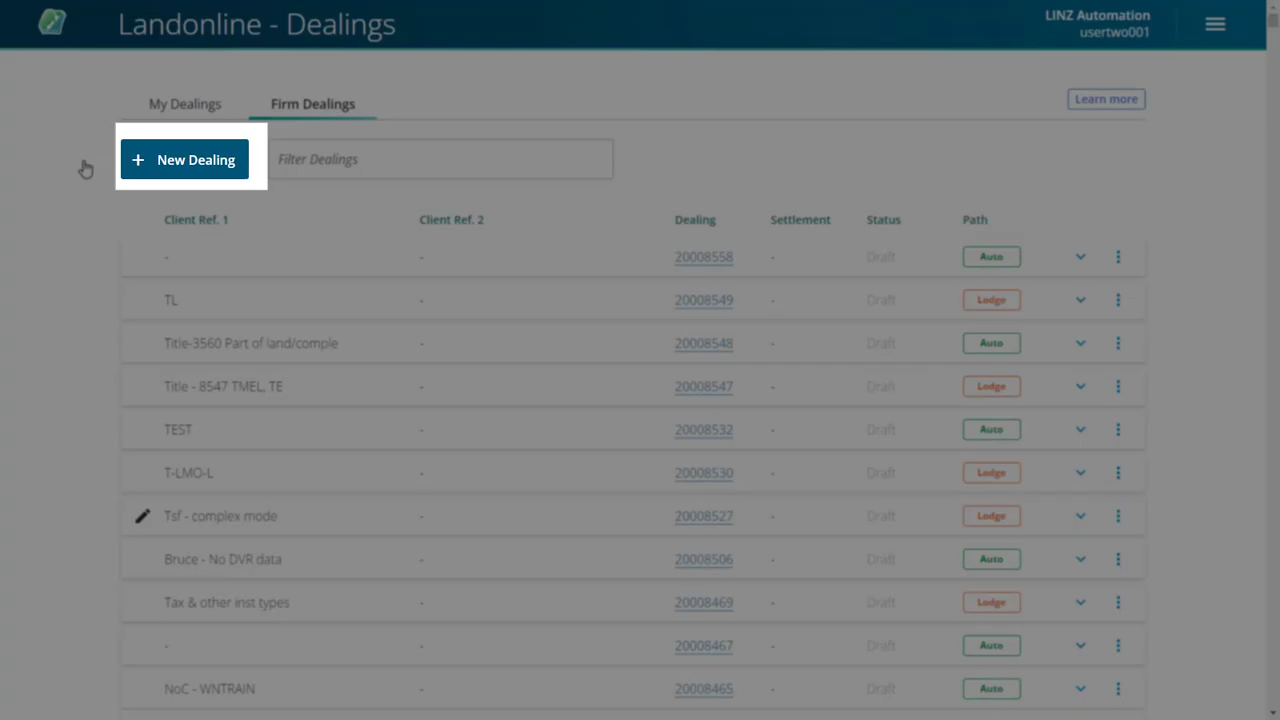 Landonline - Dealings
LINZ Automation
usertwo001
My Dealings Firm Dealings Learn more
+ New Dealing Filter Dealings
Client Ref. 1 Client Ref. 2 Dealing Settlement Status Path
- - 20008558 - Draft Auto
TL - 20008549 - Draft Lodge
Title-3560 Part of land/comple - 20008548 - Draft Auto
Title - 8547 TMEL, TE - 20008547 - Draft Lodge
TEST - 20008532 - Draft Auto
T-LMO-L - 20008530 - Draft Lodge
Tsf - complex mode - 20008527 - Draft Lodge
Bruce - No DVR data - 20008506 - Draft Auto
Tax & other inst types - 20008469 - Draft Lodge
- - 20008467 - Draft Auto
NoC - WNTRAIN - 20008465 - Draft Auto